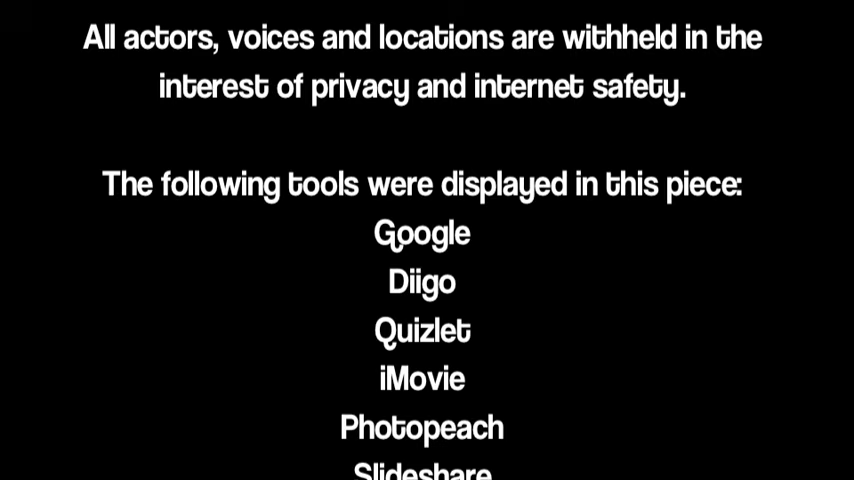 All actors, voices and locations are withheld in the
interest of privacy and internet safety.
The following tools were displayed in this piece:
Google
Diigo
Quizlet
iMovie
Photopeach
Slideshare